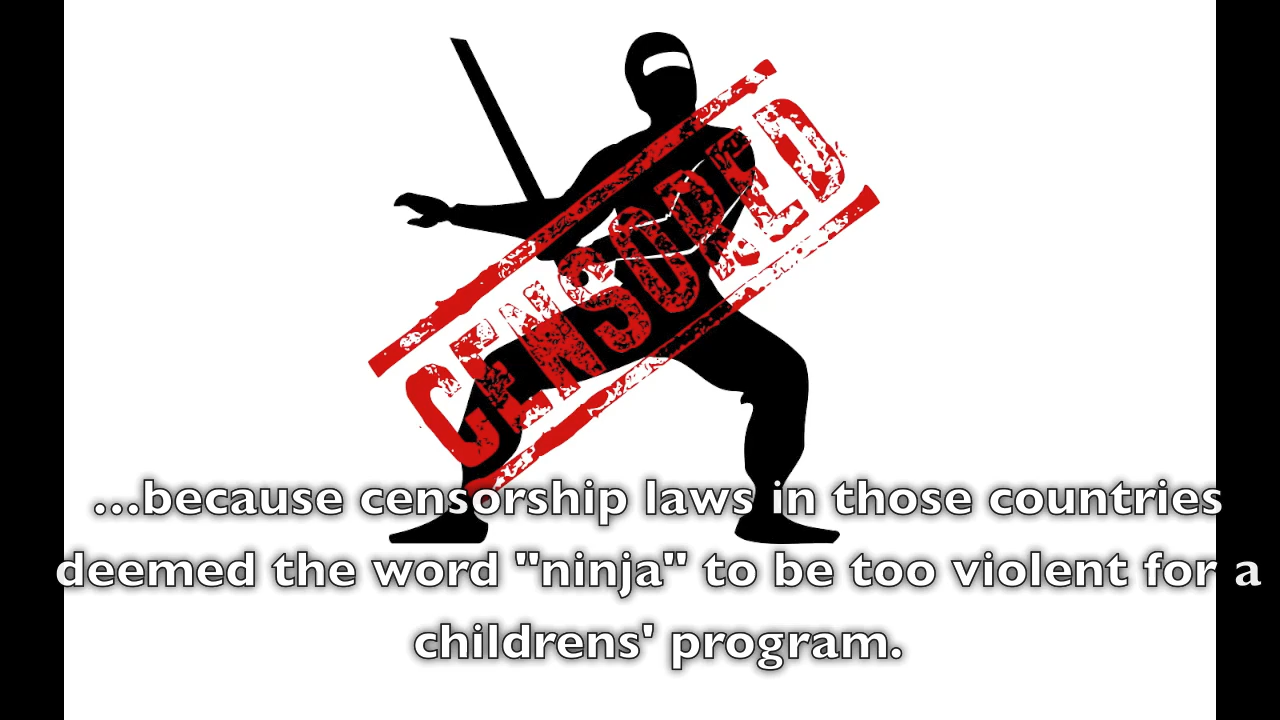 CENSORED
...because censorship laws in those countries
deemed the word "ninja" to be too violent for a
childrens' program.